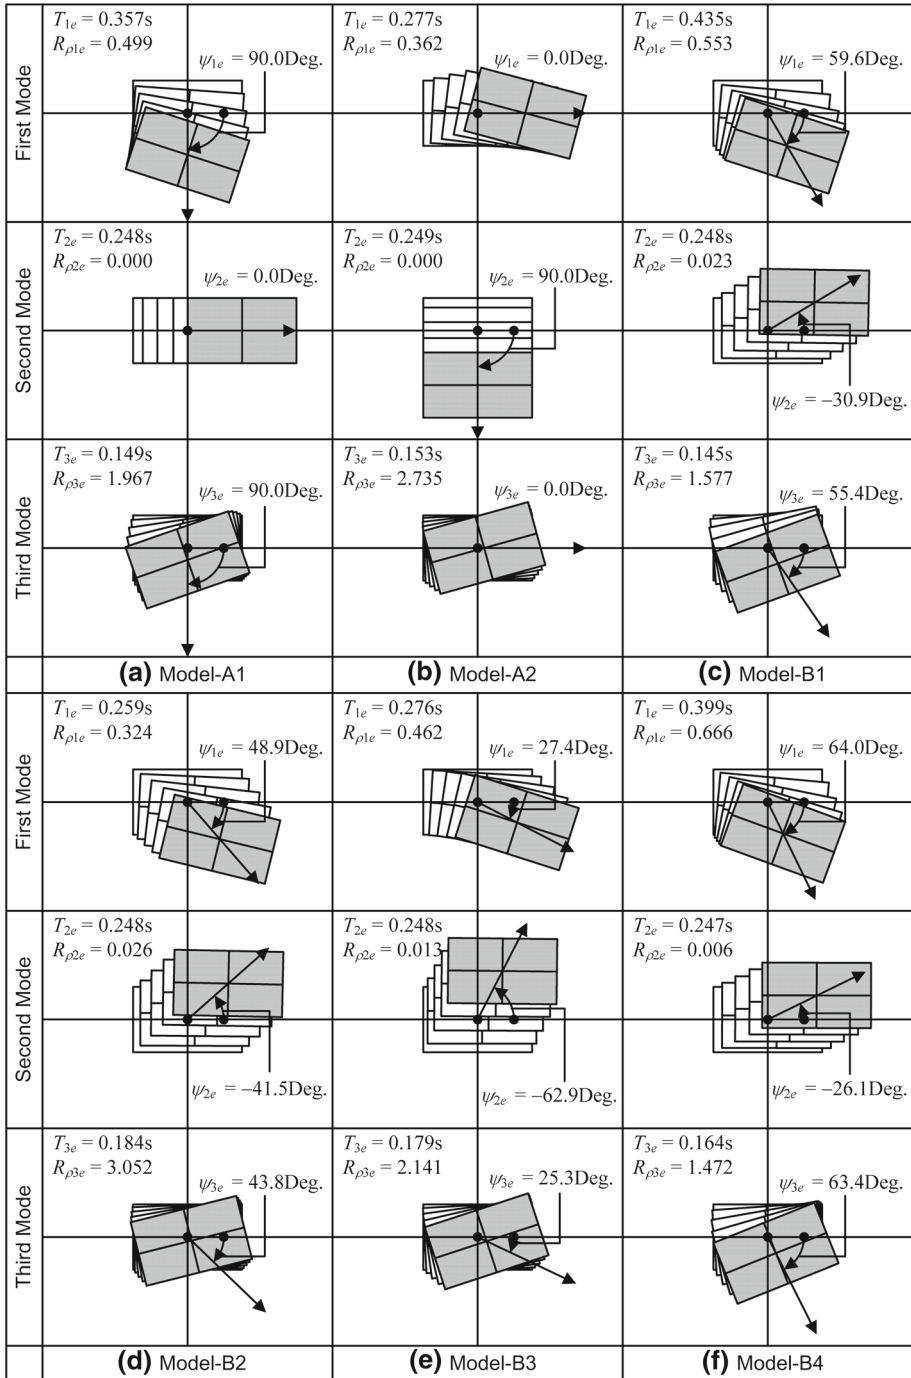 First Mode
T1e = 0.357s
Rρ1e = 0.499
ψ1e = 90.0Deg.
T1e = 0.277s
Rρ1e = 0.362
ψ1e = 0.0Deg.
T1e = 0.435s
Rρ1e = 0.553
ψ1e = 59.6Deg.
Second Mode
T2e = 0.248s
Rρ2e = 0.000
ψ2e = 0.0Deg.
T2e = 0.249s
Rρ2e = 0.000
ψ2e = 90.0Deg.
T2e = 0.248s
Rρ2e = 0.023
ψ2e = –30.9Deg.
Third Mode
T3e = 0.149s
Rρ3e = 1.967
ψ3e = 90.0Deg.
T3e = 0.153s
Rρ3e = 2.735
ψ3e = 0.0Deg.
T3e = 0.145s
Rρ3e = 1.577
ψ3e = 55.4Deg.
(a) Model-A1
(b) Model-A2
(c) Model-B1
First Mode
T1e = 0.259s
Rρ1e = 0.324
ψ1e = 48.9Deg.
T1e = 0.276s
Rρ1e = 0.462
ψ1e = 27.4Deg.
T1e = 0.399s
Rρ1e = 0.666
ψ1e = 64.0Deg.
Second Mode
T2e = 0.248s
Rρ2e = 0.026
ψ2e = –41.5Deg.
T2e = 0.248s
Rρ2e = 0.013
ψ2e = –62.9Deg.
T2e = 0.247s
Rρ2e = 0.006
ψ2e = –26.1Deg.
Third Mode
T3e = 0.184s
Rρ3e = 3.052
ψ3e = 43.8Deg.
T3e = 0.179s
Rρ3e = 2.141
ψ3e = 25.3Deg.
T3e = 0.164s
Rρ3e = 1.472
ψ3e = 63.4Deg.
(d) Model-B2
(e) Model-B3
(f) Model-B4